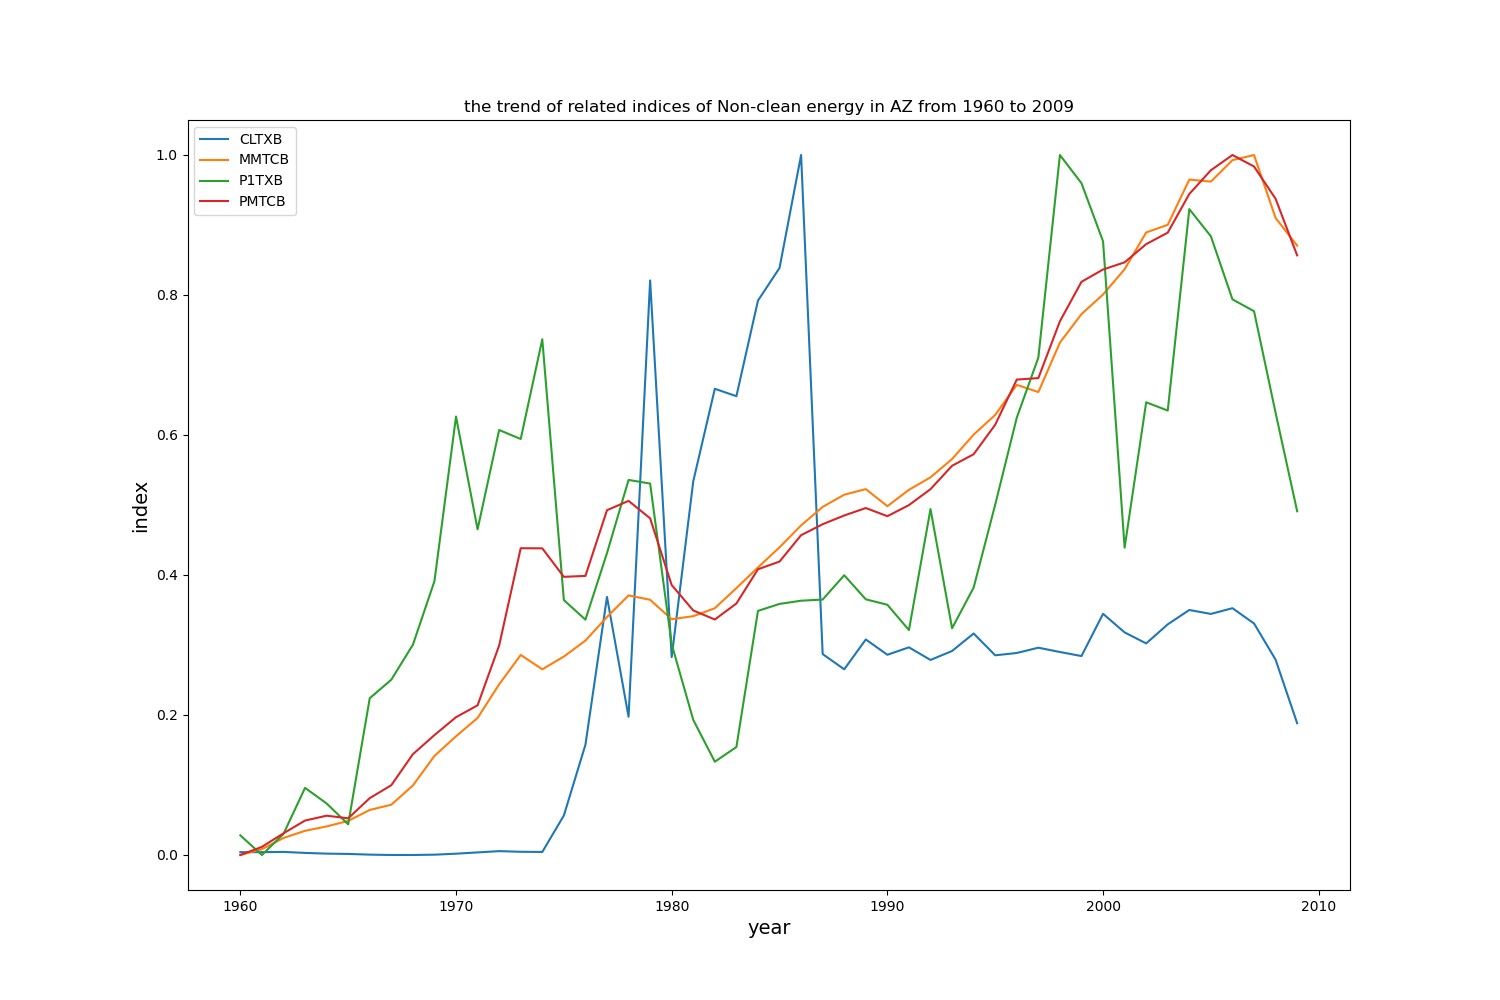 the trend of related indices of Non-clean energy in AZ from 1960 to 2009
CLTXB
MMTCB
P1TXB
PMTCB
1.0
0.8
0.6
0.4
0.2
0.0
index
1960 1970 1980 1990 2000 2010
year